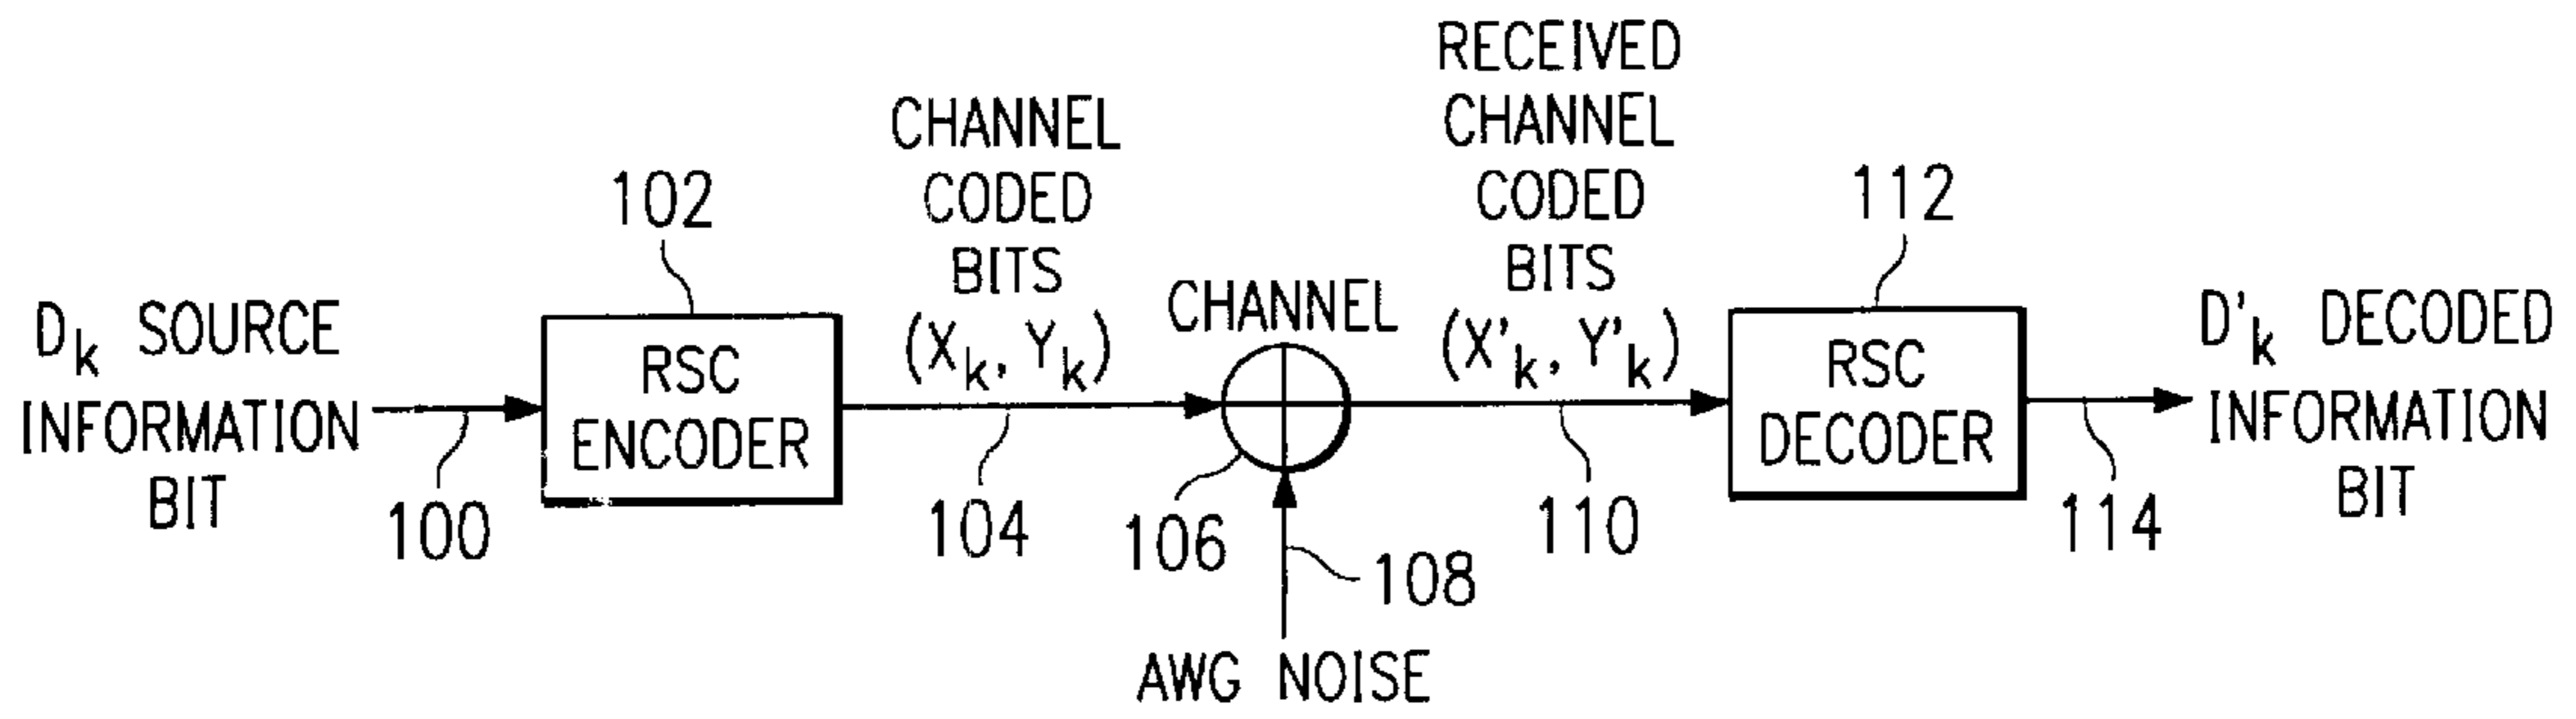 D_k SOURCE
INFORMATION
BIT
100
102
RSC
ENCODER
CHANNEL
CODED
BITS
(X_k, Y_k)
104
CHANNEL
106
108
AWG NOISE
RECEIVED
CHANNEL
CODED
BITS
(X'_k, Y'_k)
110
112
RSC
DECODER
114
D'_k DECODED
INFORMATION
BIT